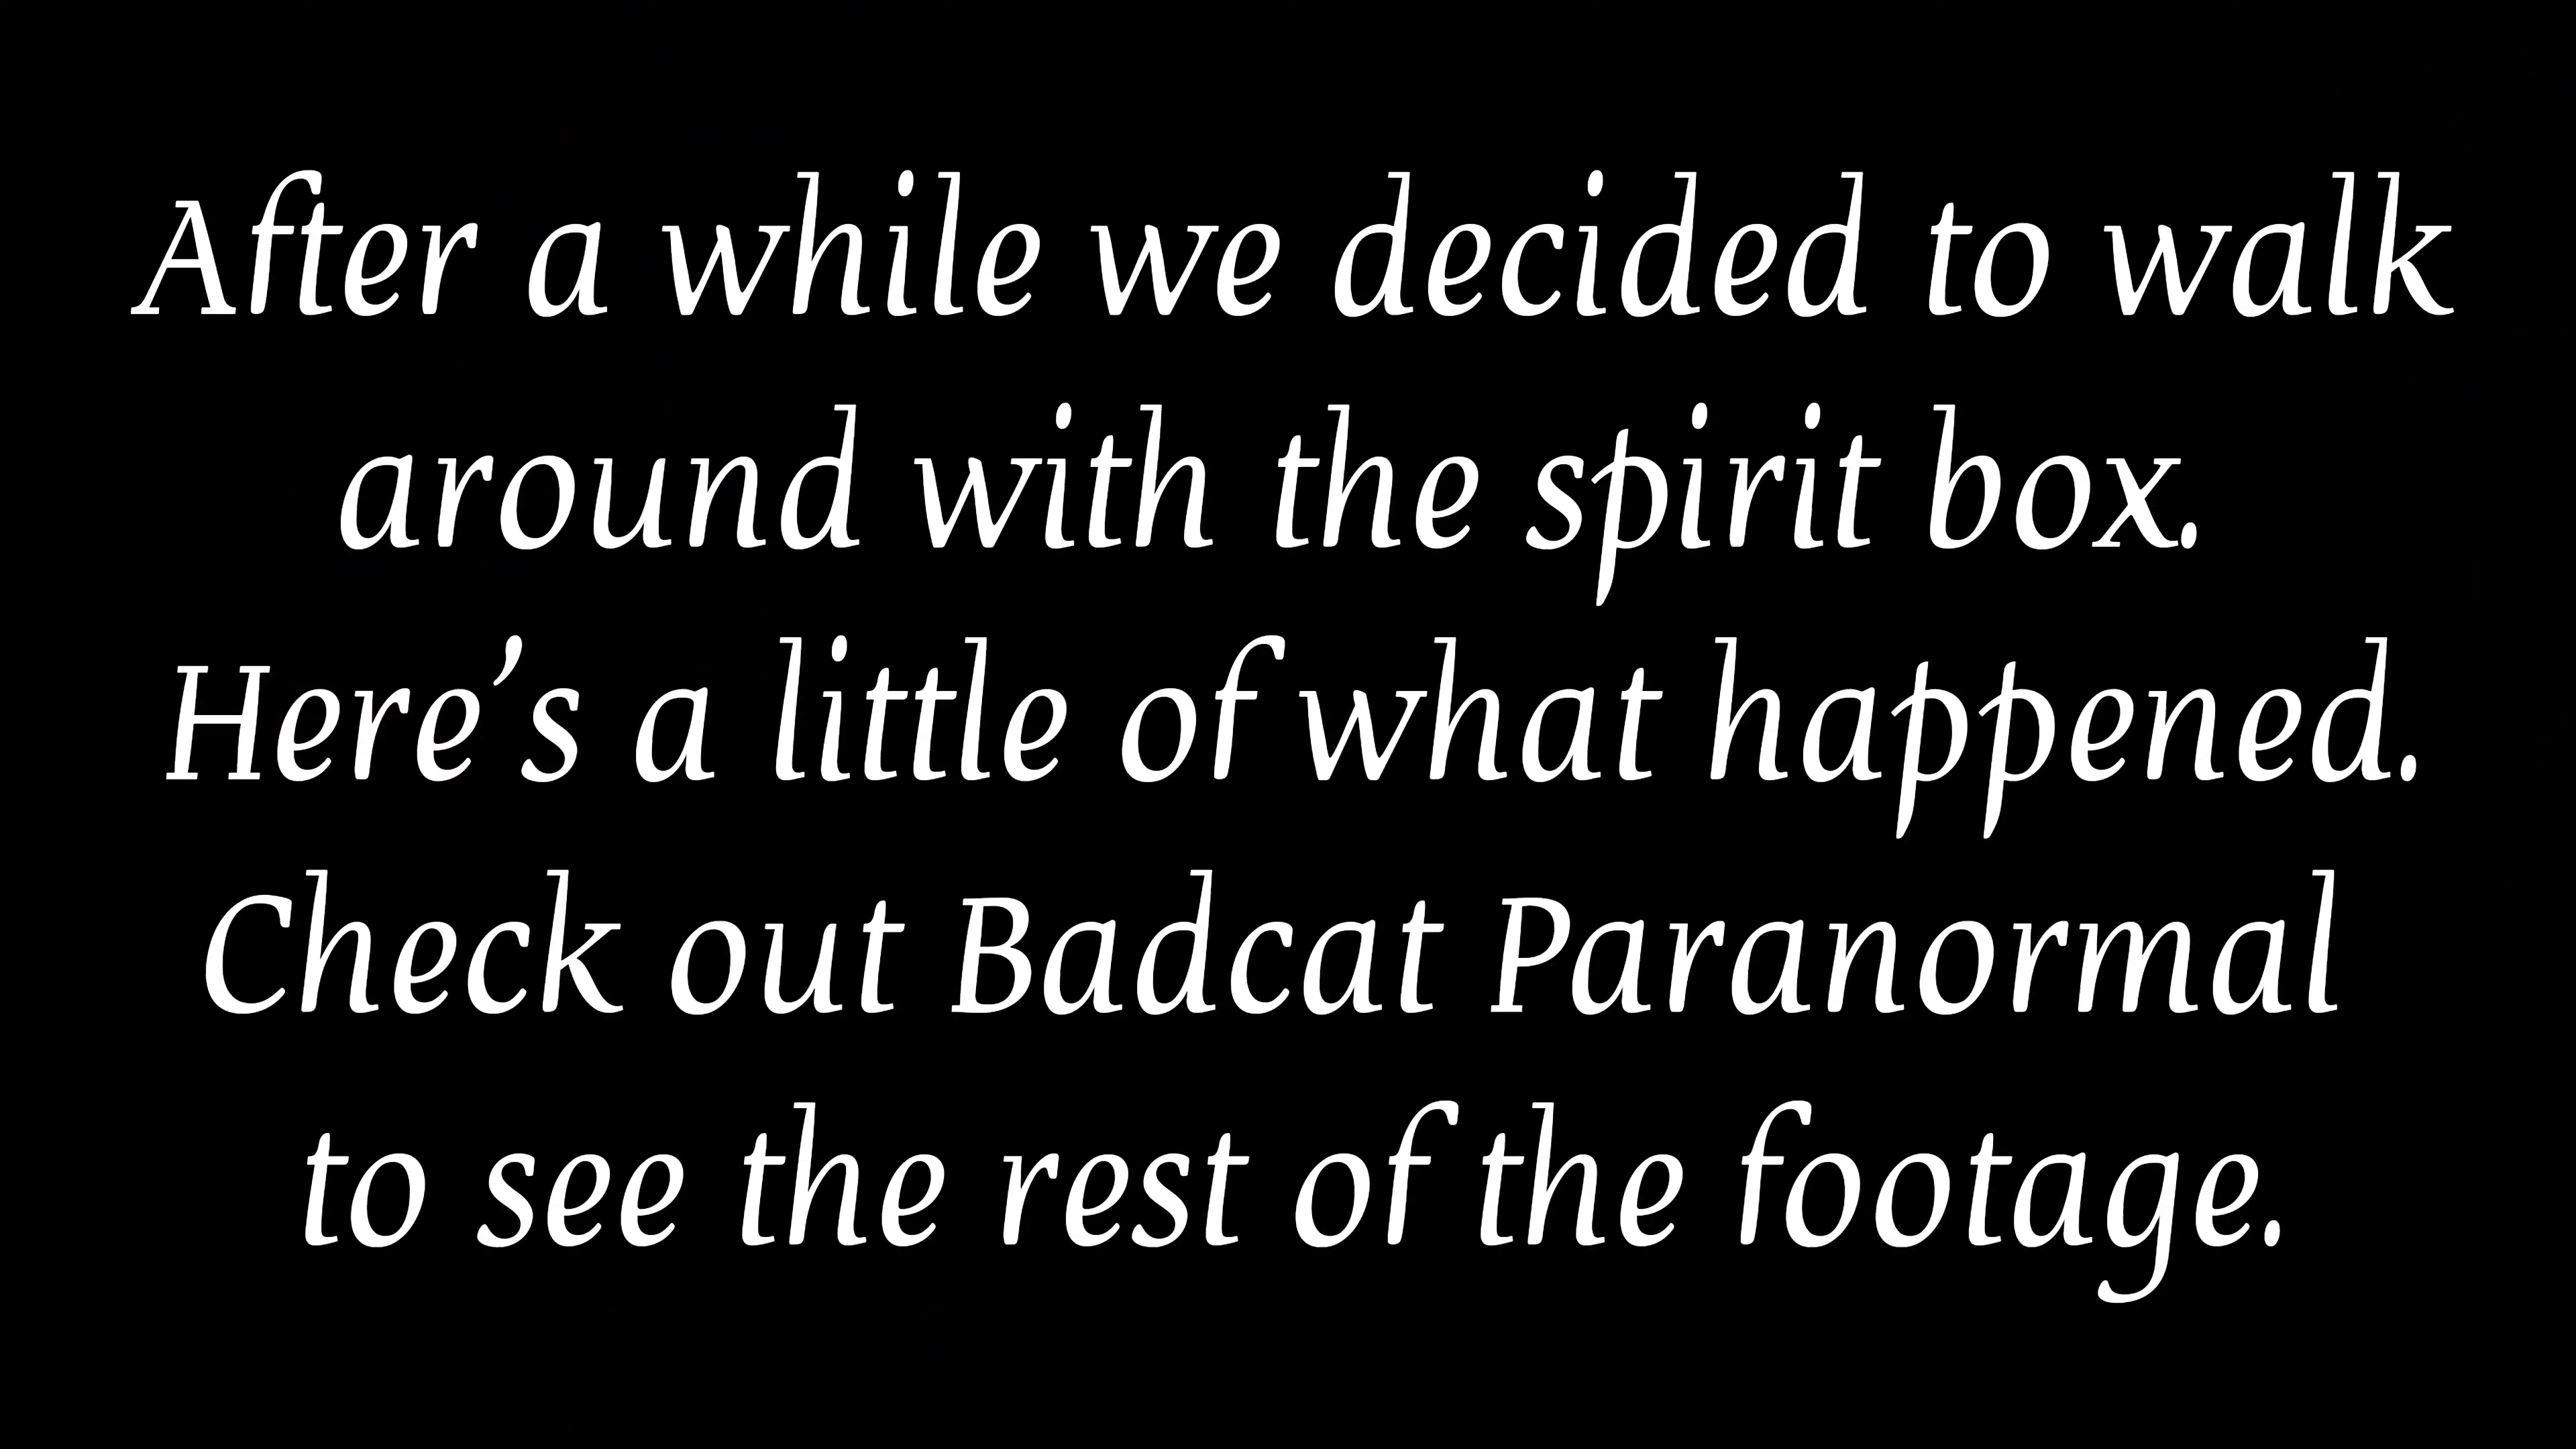 After a while we decided to walk
around with the spirit box.
Here’s a little of what happened.
Check out Badcat Paranormal
to see the rest of the footage.